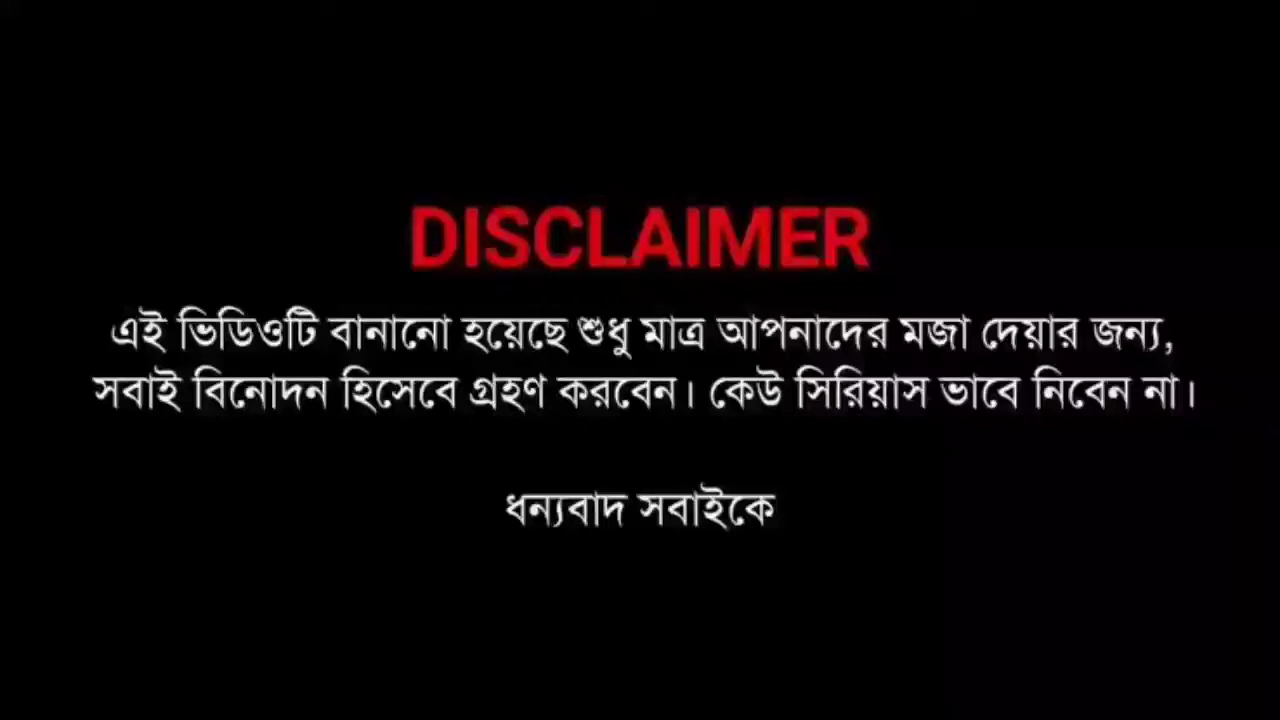 DISCLAIMER
এই ভিডিওটি বানানো হয়েছে শুধু মাত্র আপনাদের মজা দেয়ার জন্য,
সবাই বিনোদন হিসেবে গ্রহণ করবেন। কেউ সিরিয়াস ভাবে নিবেন না।
ধন্যবাদ সবাইকে